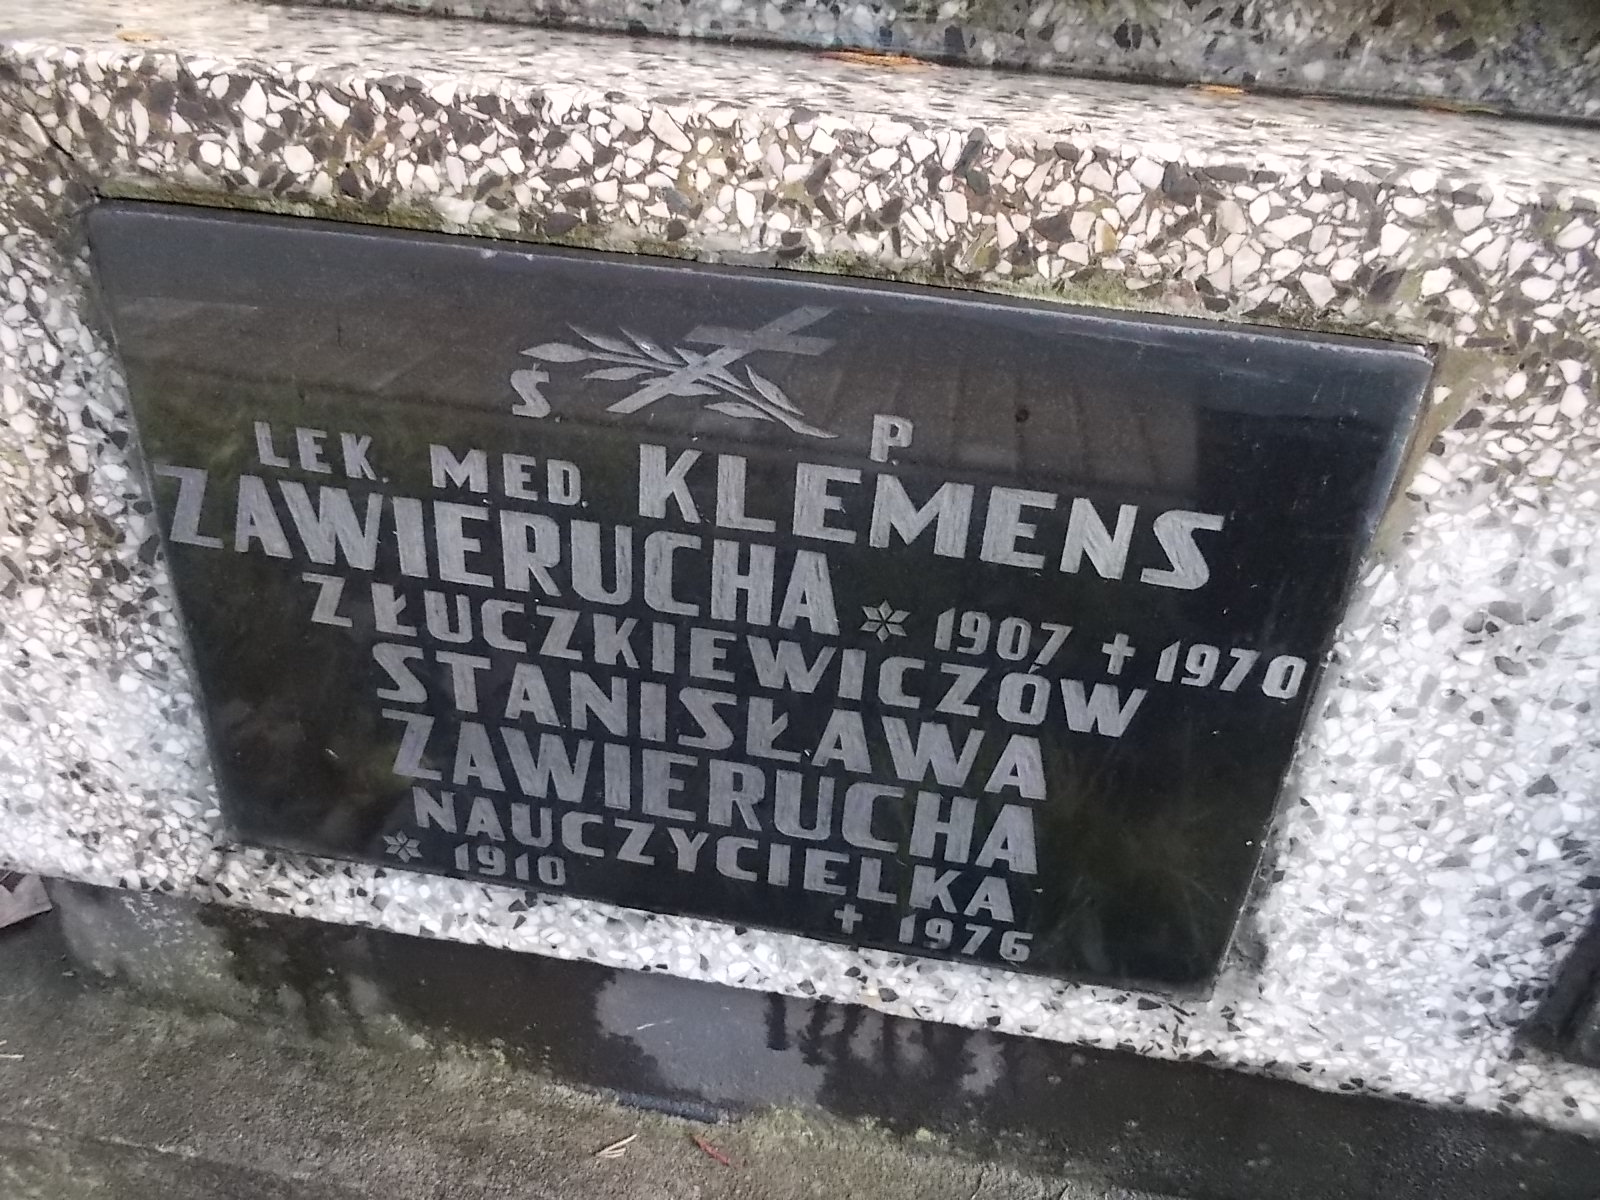 Ś. P.
LEK. MED. KLEMENS
ZAWIERUCHA * 1907 † 1970
Z ŁUCZKIEWICZÓW
STANISŁAWA
ZAWIERUCHA
NAUCZYCIELKA
* 1910 † 1976